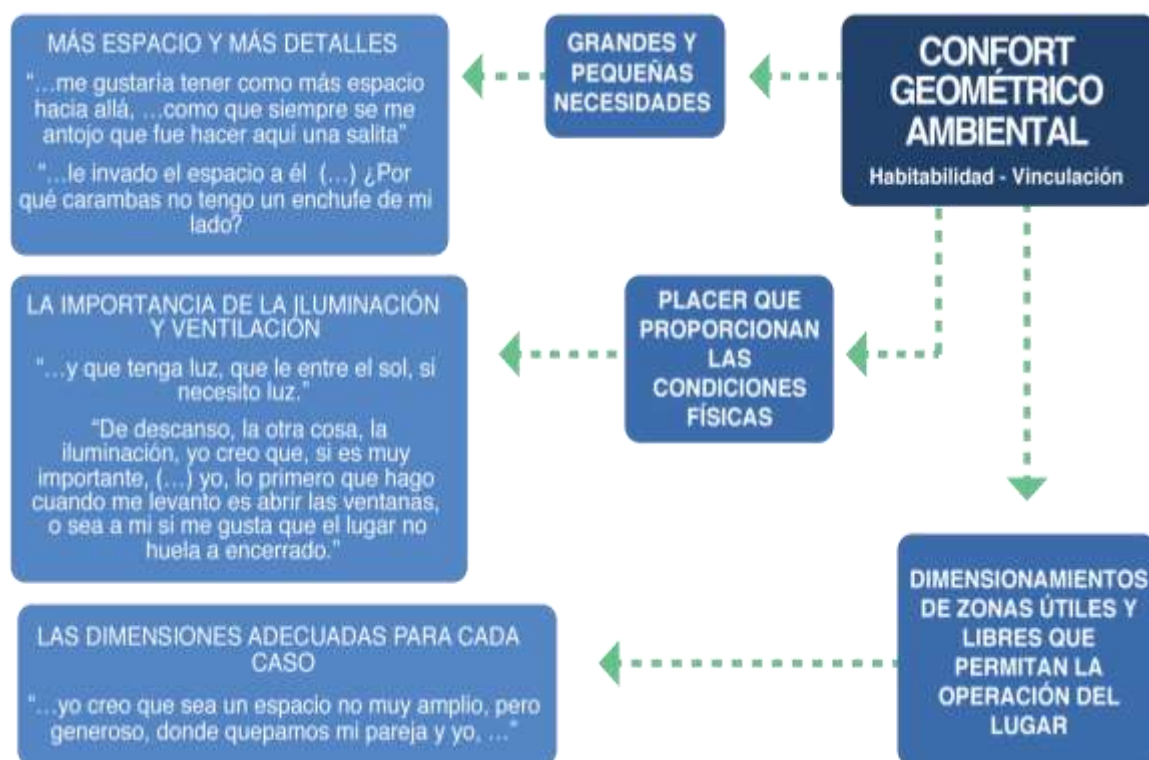 MÁS ESPACIO Y MÁS DETALLES
“…me gustaría tener como más espacio
hacia allá, …como que siempre se me
antojo que fue hacer aquí una salita”
“…le invado el espacio a él (…) ¿Por
qué carambas no tengo un enchufe de mi
lado?
GRANDES Y
PEQUEÑAS
NECESIDADES
CONFORT
GEOMÉTRICO
AMBIENTAL
Habitabilidad - Vinculación
LA IMPORTANCIA DE LA ILUMINACIÓN
Y VENTILACIÓN
“…y que tenga luz, que le entre el sol, si
necesito luz.”
“De descanso, la otra cosa, la
iluminación, yo creo que, si es muy
importante, (…) yo, lo primero que hago
cuando me levanto es abrir las ventanas,
o sea a mi si me gusta que el lugar no
huela a encerrado.”
PLACER QUE
PROPORCIONAN
LAS
CONDICIONES
FÍSICAS
LAS DIMENSIONES ADECUADAS PARA CADA
CASO
“…yo creo que sea un espacio no muy amplio, pero
generoso, donde quepamos mi pareja y yo, …”
DIMENSIONAMIENTOS
DE ZONAS ÚTILES Y
LIBRES QUE
PERMITAN LA
OPERACIÓN DEL
LUGAR